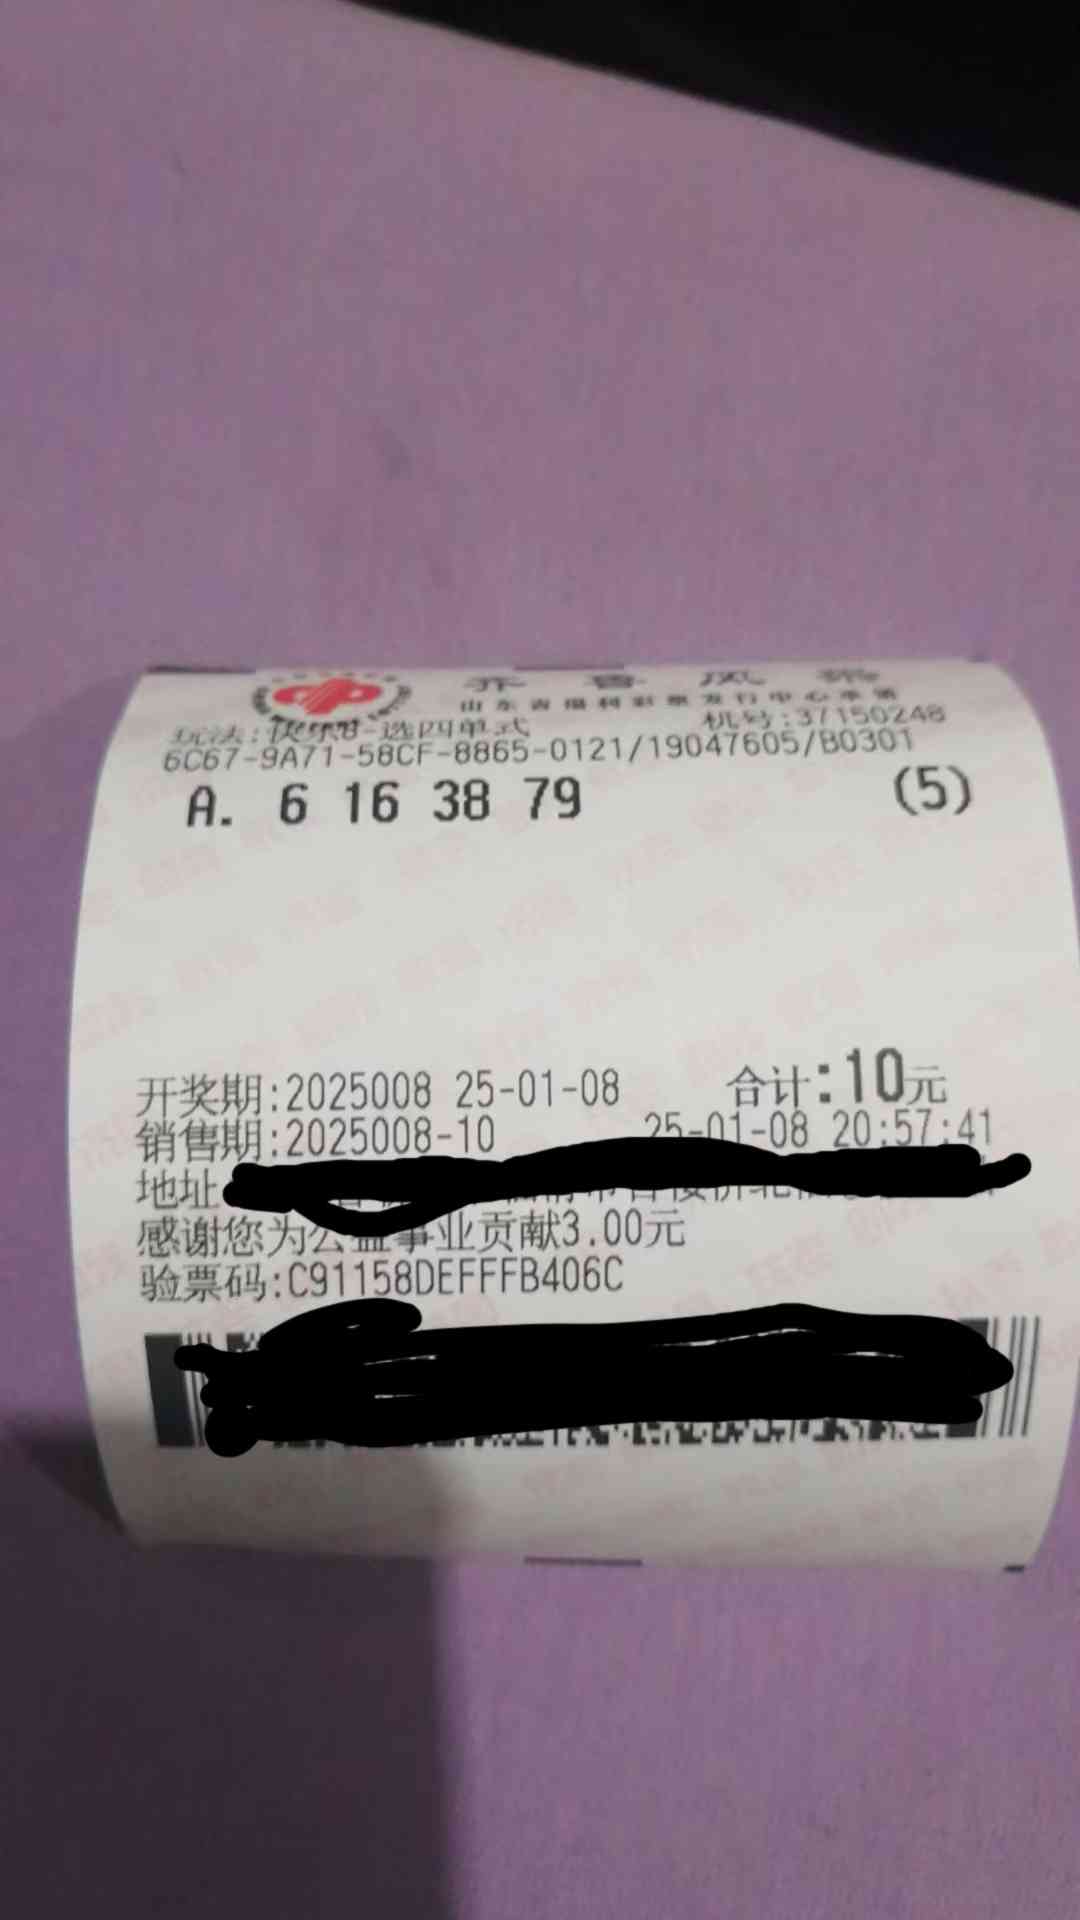 齐鲁风采
山东省福利彩票发行中心承销
玩法:快乐8-选四单式 机号:37150248
6C67-9A71-58CF-8865-0121/19047605/B0301
A. 6 16 38 79 (5)
开奖期:2025008 25-01-08 合计:10元
销售期:2025008-10 25-01-08 20:57:41
地址
感谢您为公益事业贡献3.00元
验票码:C91158DEFFFB406C